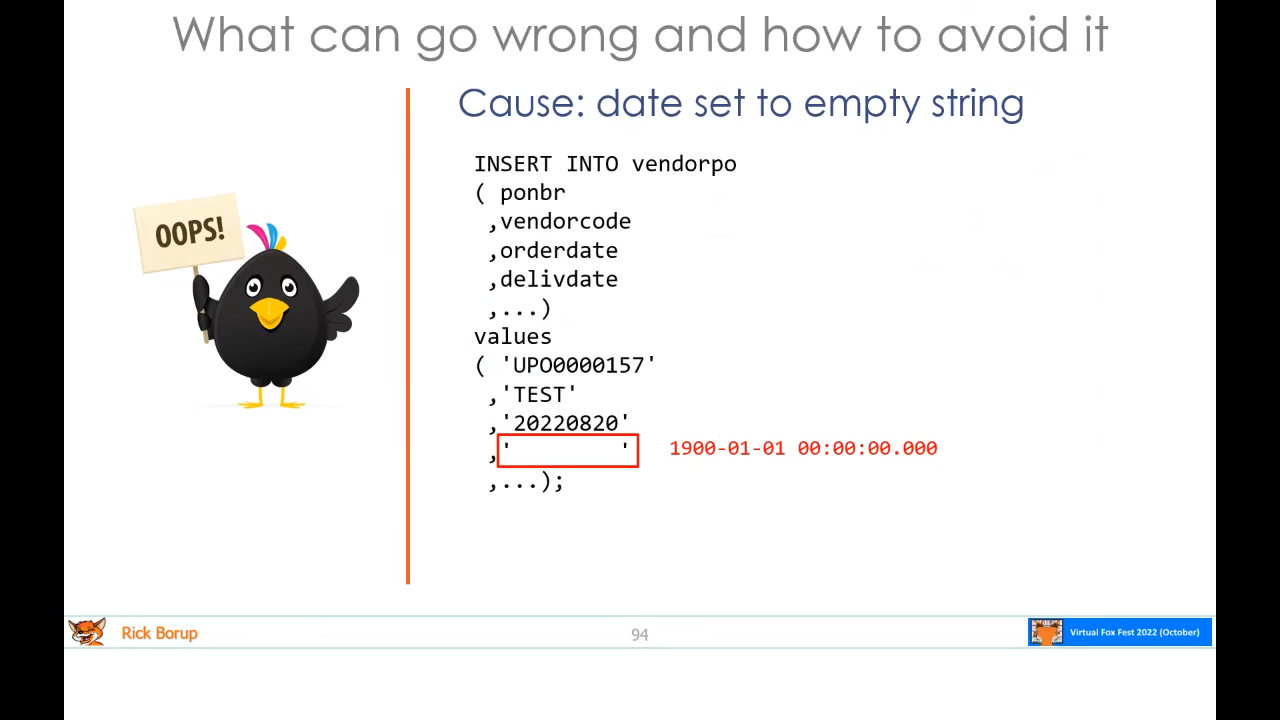 What can go wrong and how to avoid it
Cause: date set to empty string
OOPS!
INSERT INTO vendorpo
( ponbr
,vendorcode
,orderdate
,delivdate
,...)
values
( 'UPO0000157'
,'TEST'
,'20220820'
,'        ' 1900-01-01 00:00:00.000
,...);
Rick Borup
94
Virtual Fox Fest 2022 (October)